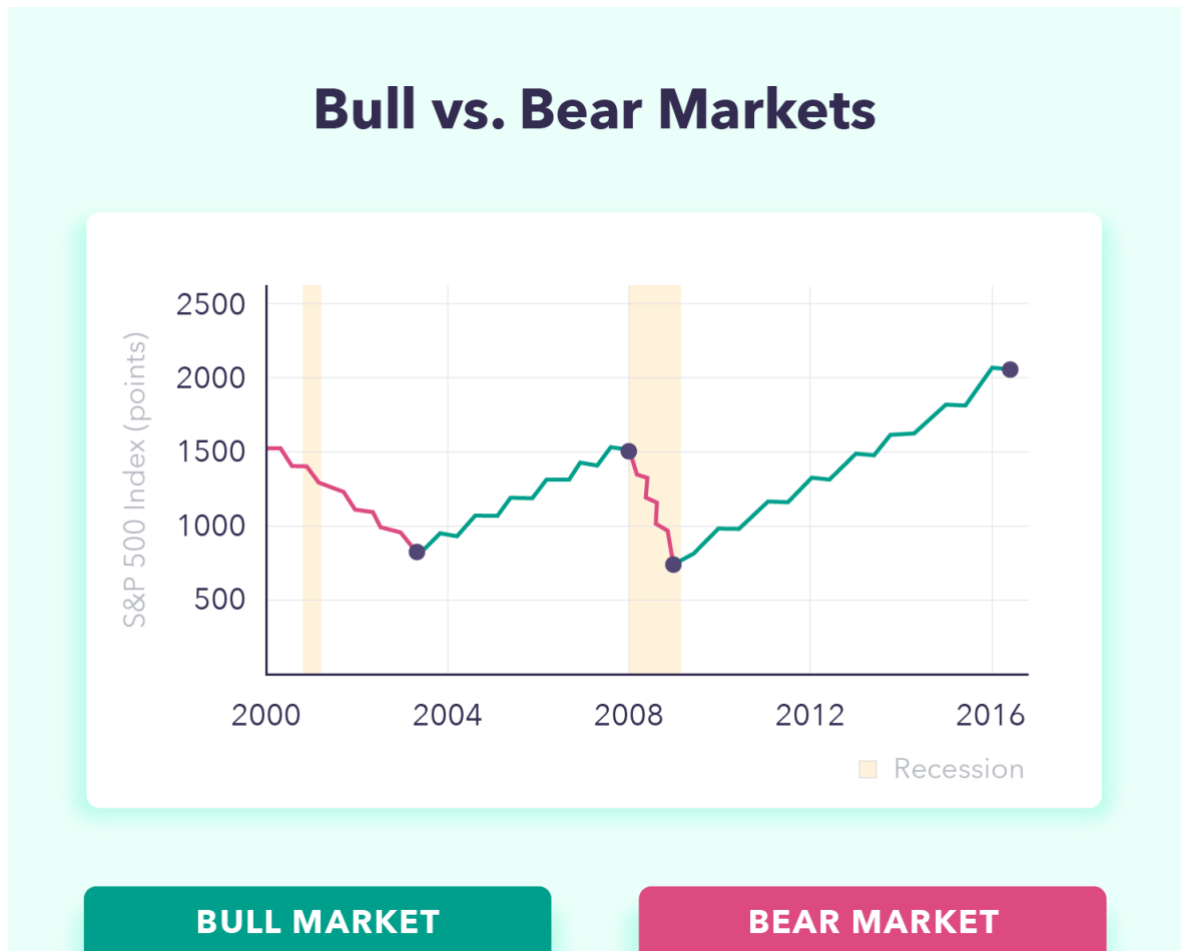 Bull vs. Bear Markets
S&P 500 Index (points)
2500
2000
1500
1000
500
2000 2004 2008 2012 2016
Recession
BULL MARKET
BEAR MARKET